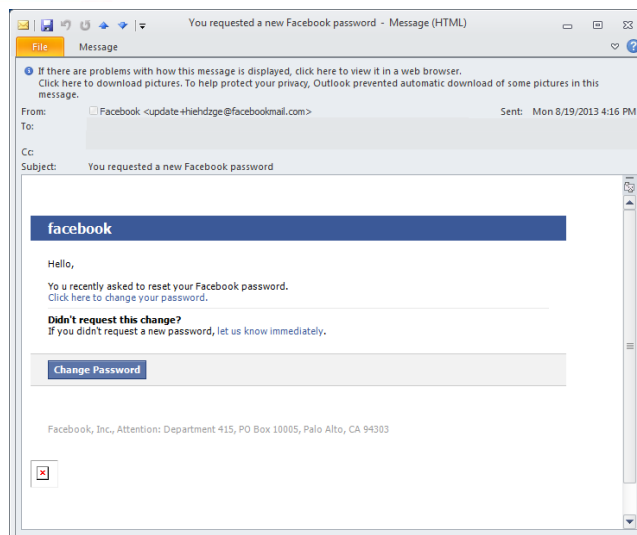 You requested a new Facebook password - Message (HTML)
File Message
If there are problems with how this message is displayed, click here to view it in a web browser.
Click here to download pictures. To help protect your privacy, Outlook prevented automatic download of some pictures in this
message.
From: Facebook <update+hiehdzge@facebookmail.com> Sent: Mon 8/19/2013 4:16 PM
To:
Cc:
Subject: You requested a new Facebook password
facebook
Hello,
Yo u recently asked to reset your Facebook password.
Click here to change your password.
Didn't request this change?
If you didn't request a new password, let us know immediately.
Change Password
Facebook, Inc., Attention: Department 415, PO Box 10005, Palo Alto, CA 94303